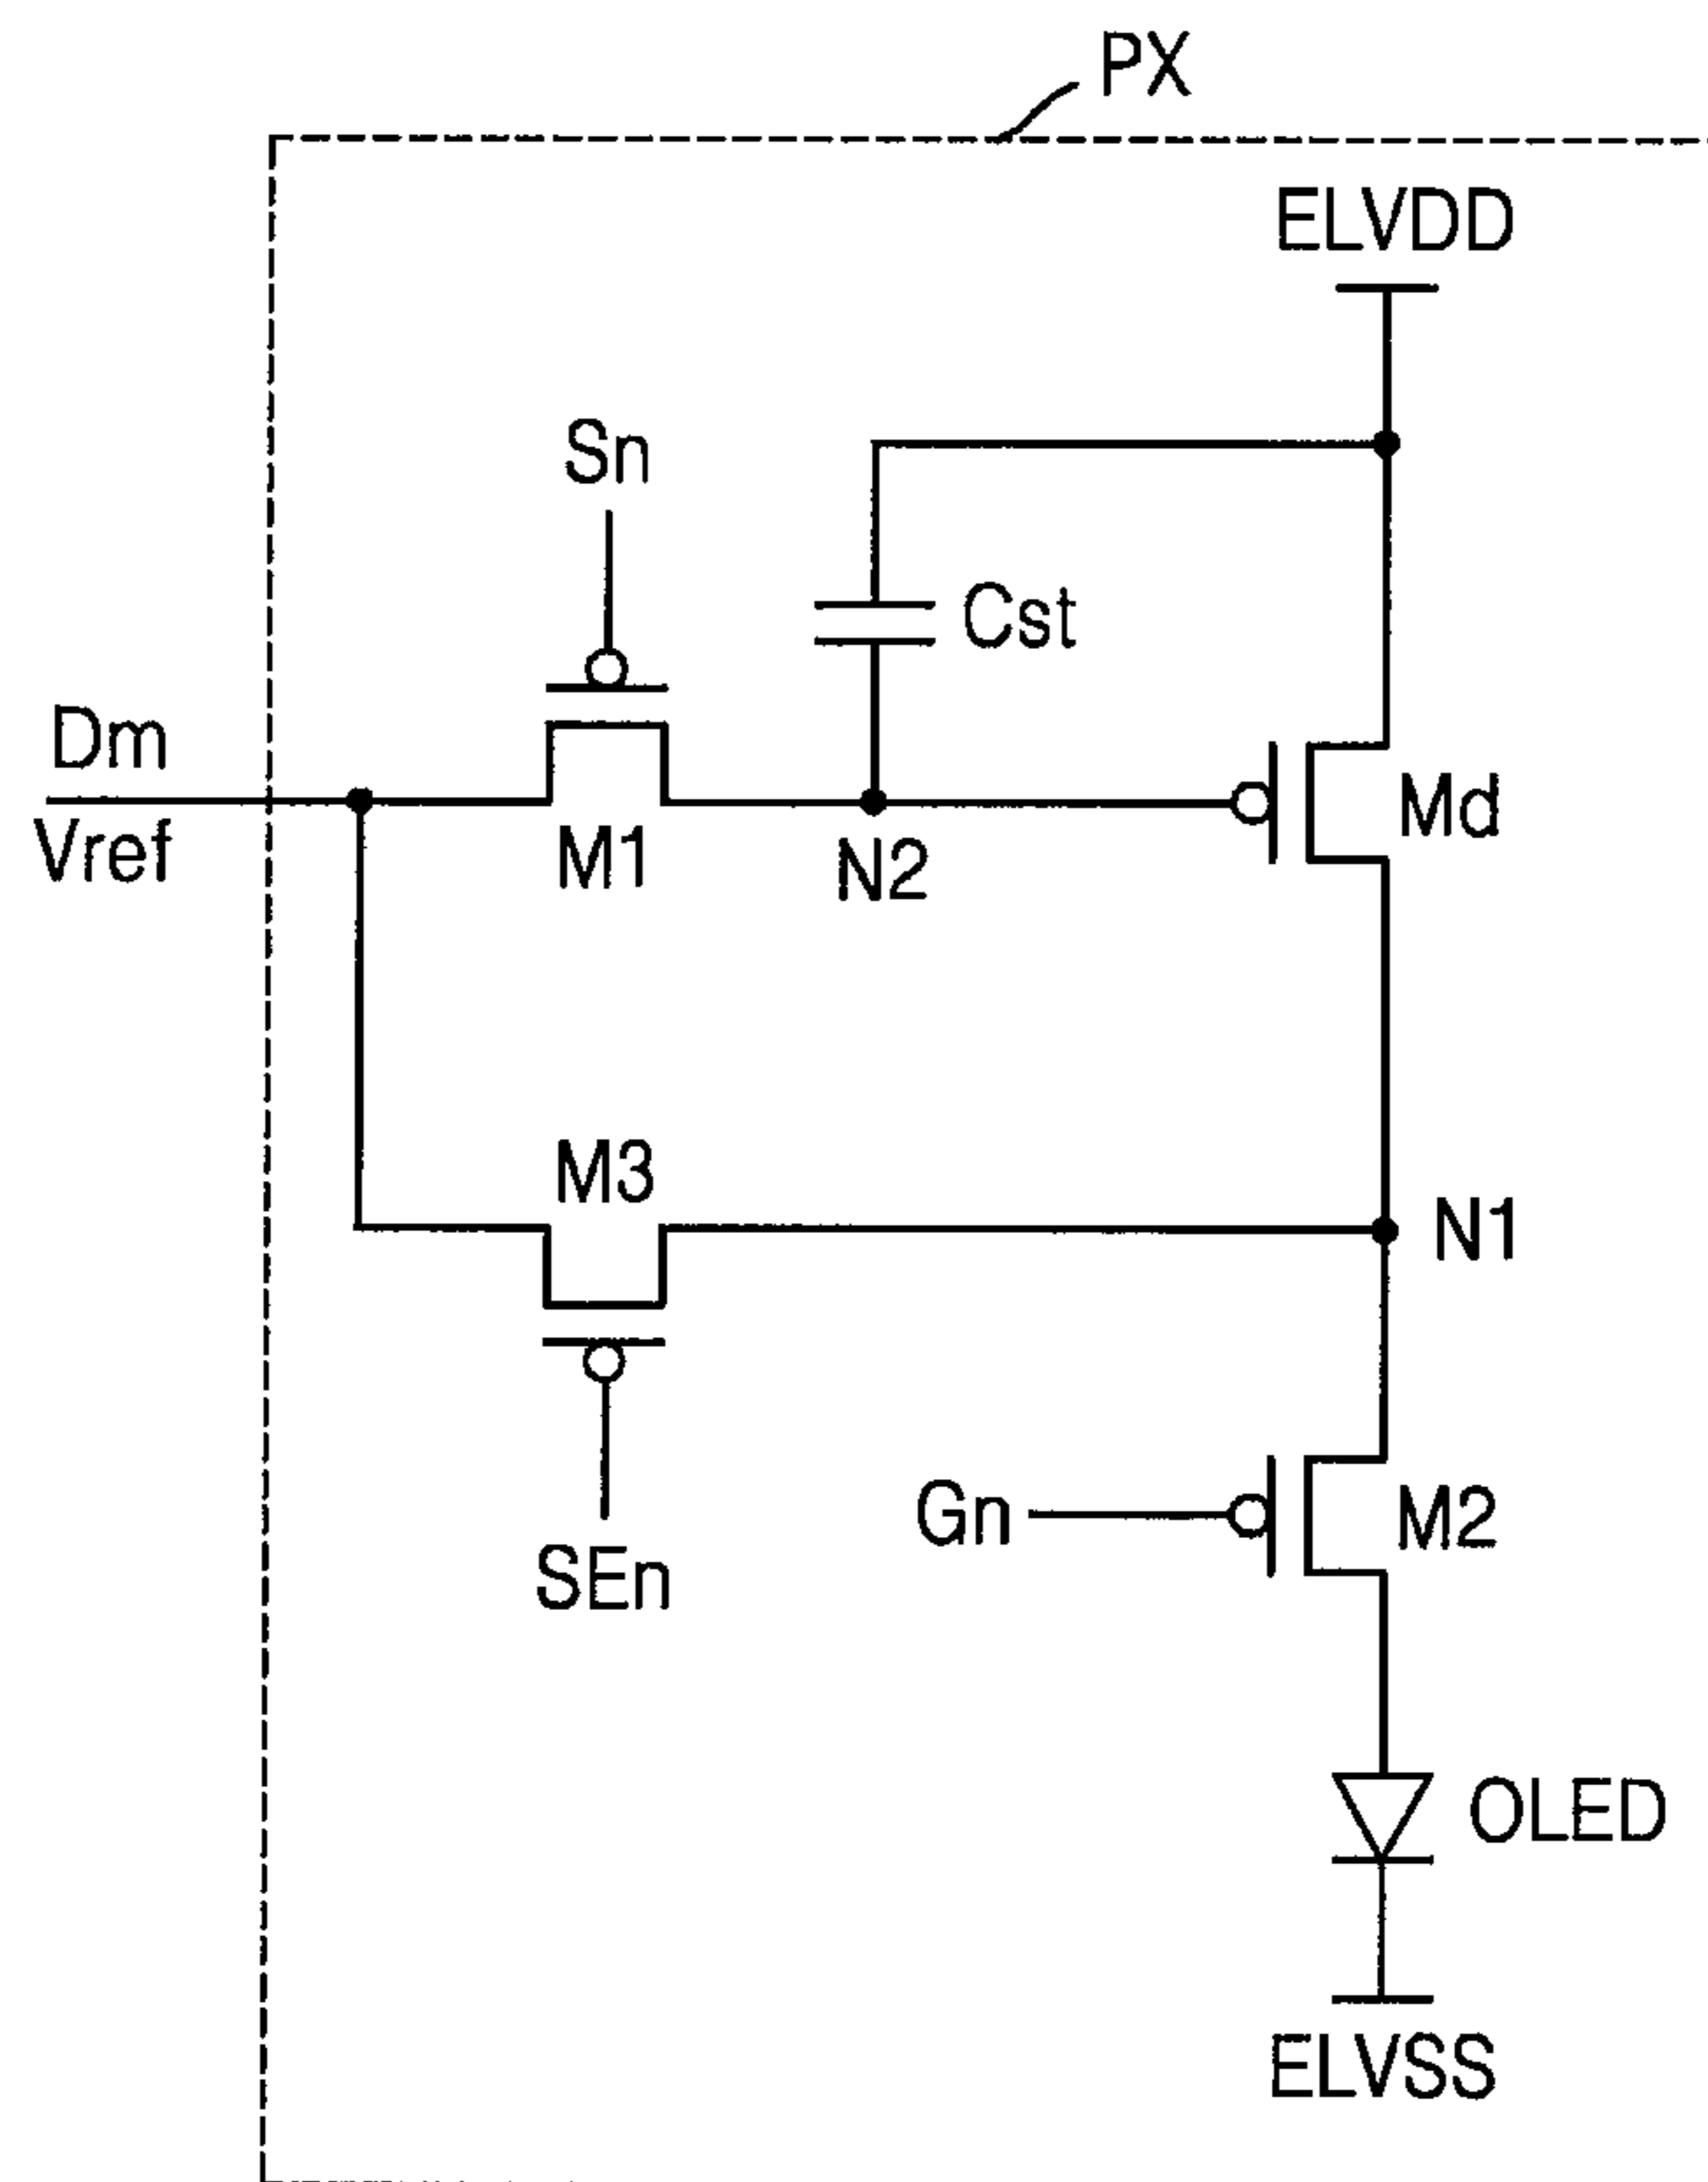 PX
ELVDD
Sn
Cst
Dm
Vref
M1
N2
Md
M3
N1
SEn
Gn
M2
OLED
ELVSS